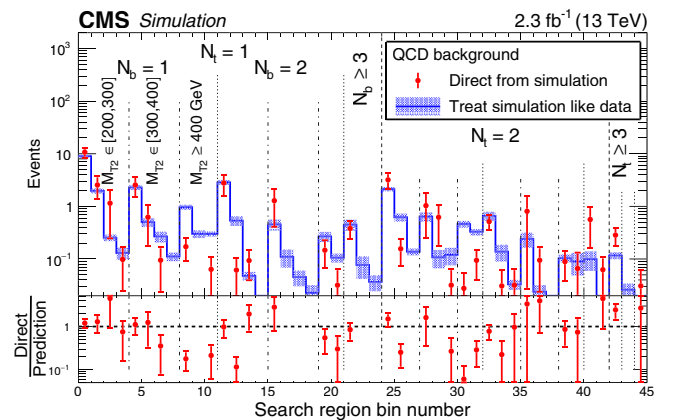 CMS Simulation 2.3 fb⁻¹ (13 TeV)
QCD background
Direct from simulation
Treat simulation like data
N_t = 1
N_b = 1
N_b = 2
N_b ≥ 3
N_t = 2
N_t ≥ 3
M_T2 ∈ [200,300]
M_T2 ∈ [300,400]
M_T2 ≥ 400 GeV
Events
10³
10²
10
1
10⁻¹
Direct
Prediction
1
10⁻¹
0 5 10 15 20 25 30 35 40 45
Search region bin number